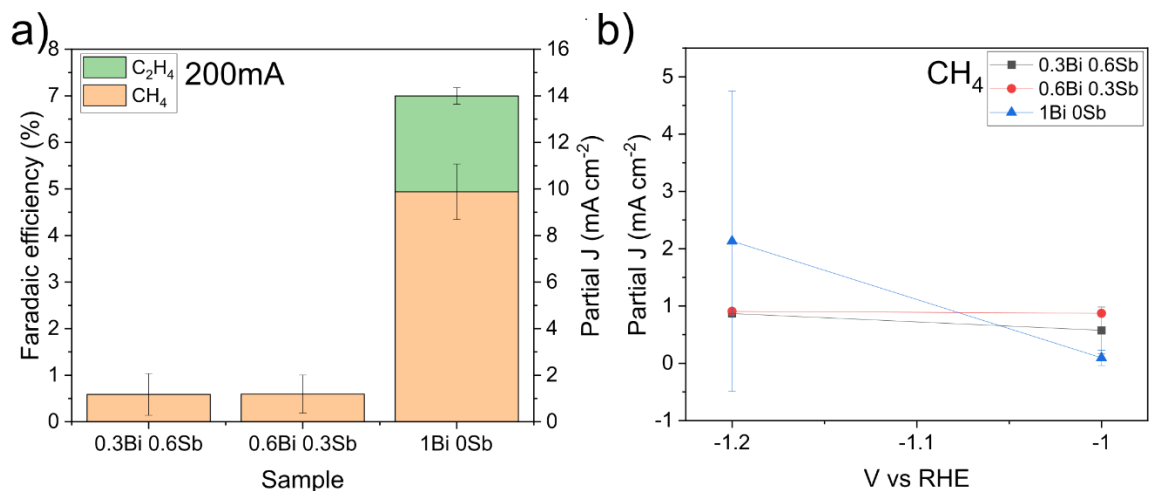 a)
8
7
6
5
4
3
2
1
0
Faradaic efficiency (%)
C₂H₄
CH₄
200mA
16
14
12
10
8
6
4
2
0
Partial J (mA cm⁻²)
0.3Bi 0.6Sb
0.6Bi 0.3Sb
1Bi 0Sb
Sample
b)
5
4
3
2
1
0
-1
Partial J (mA cm⁻²)
CH₄
0.3Bi 0.6Sb
0.6Bi 0.3Sb
1Bi 0Sb
-1.2
-1.1
-1
V vs RHE